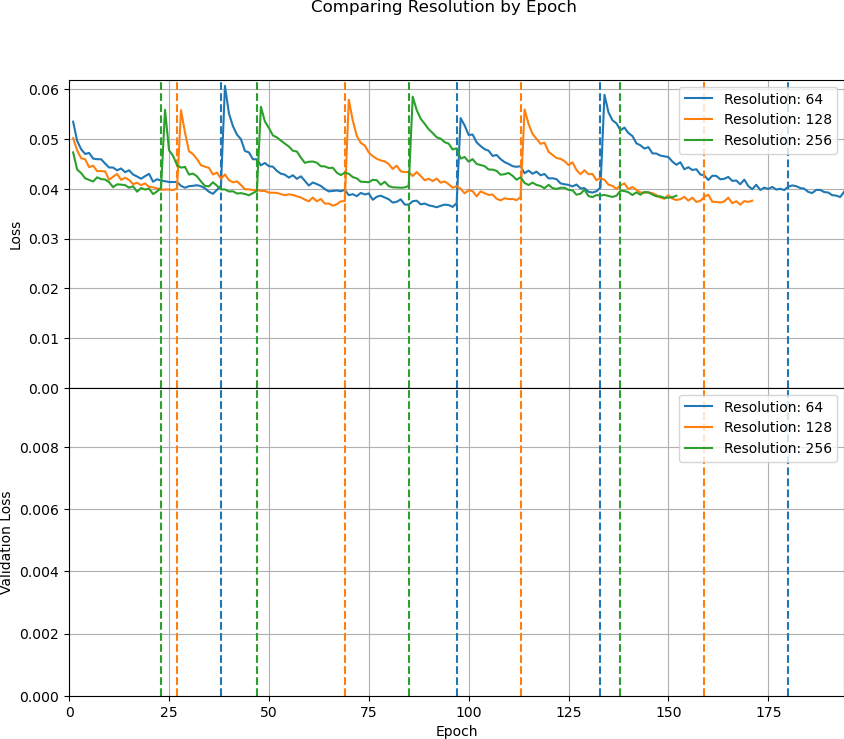 Comparing Resolution by Epoch
0.06
0.05
0.04
0.03
0.02
0.01
0.00
Loss
Resolution: 64
Resolution: 128
Resolution: 256
0.008
0.006
0.004
0.002
0.000
Validation Loss
Resolution: 64
Resolution: 128
Resolution: 256
0 25 50 75 100 125 150 175
Epoch